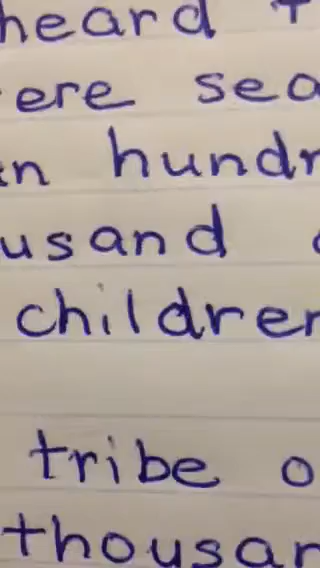 heard t
ere sea
n hundr
usand
children
tribe o
thousan